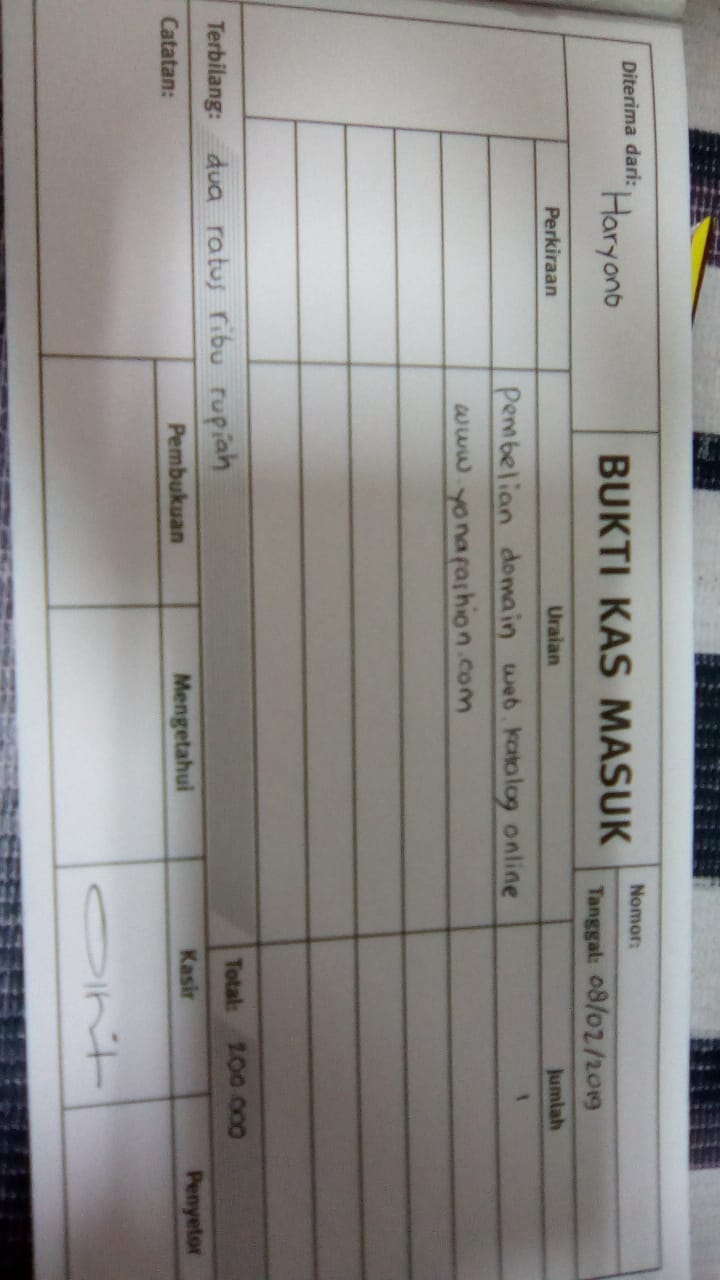 Diterima dari: Haryono
BUKTI KAS MASUK
Nomor:
Tanggal: 08/02/2019
Perkiraan Uraian Jumlah
Pembelian domain web. katalog online 1
www.yonafashion.com
Terbilang: dua ratus ribu rupiah Total: 200.000
Catatan: Pembukuan Mengetahui Kasir Penyetor